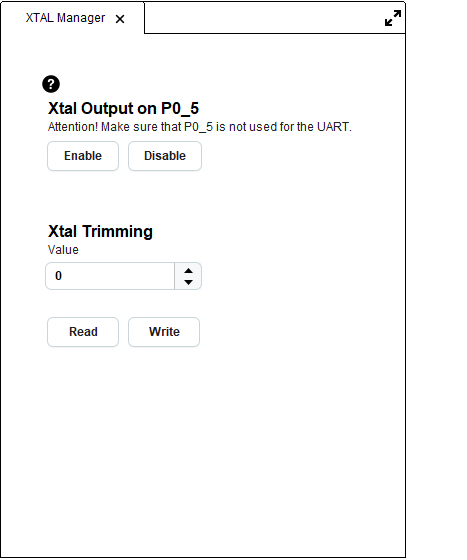 XTAL Manager
?
Xtal Output on P0_5
Attention! Make sure that P0_5 is not used for the UART.
Enable Disable
Xtal Trimming
Value
0
Read Write